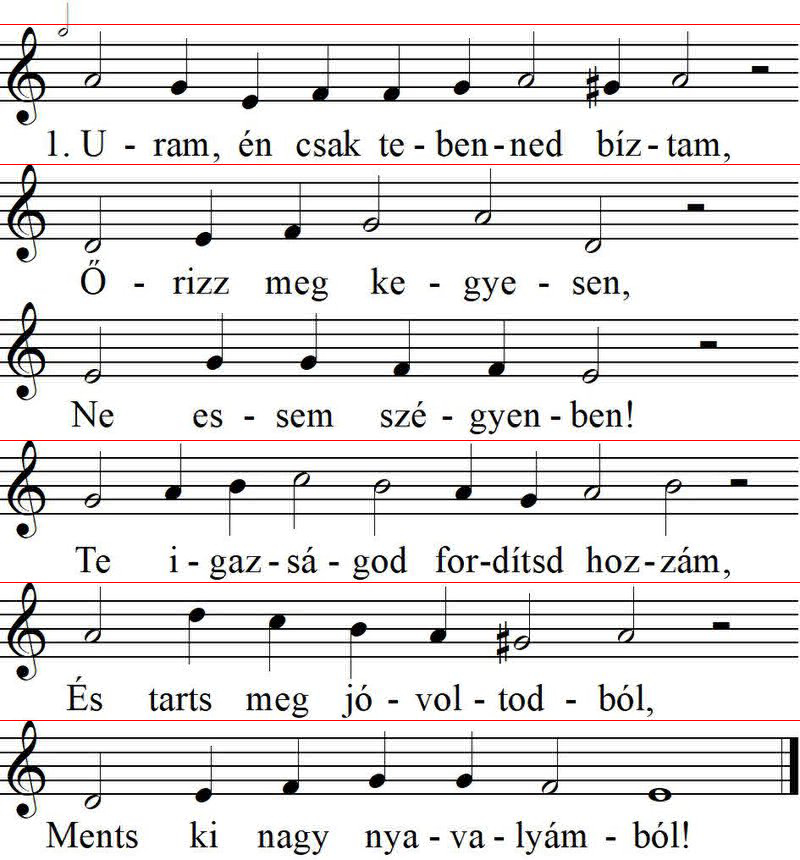 1. U - ram, én csak te - ben - ned bíz - tam,
Ő - rizz meg ke - gye - sen,
Ne es - sem szé - gyen - ben!
Te i - gaz - sá - god for - dítsd hoz - zám,
És tarts meg jó - vol - tod - ból,
Ments ki nagy nya - va - lyám - ból!